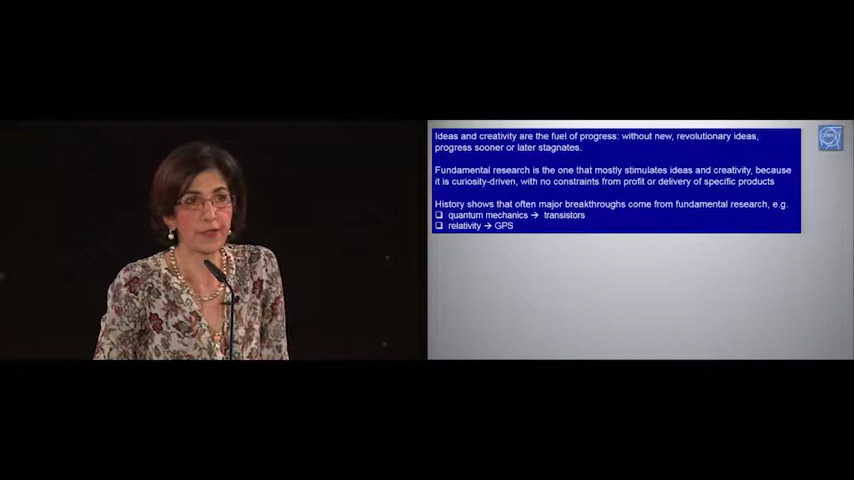 Ideas and creativity are the fuel of progress: without new, revolutionary ideas,
progress sooner or later stagnates.
Fundamental research is the one that mostly stimulates ideas and creativity, because
it is curiosity-driven, with no constraints from profit or delivery of specific products
History shows that often major breakthroughs come from fundamental research, e.g.
❑ quantum mechanics → transistors
❑ relativity → GPS
CERN